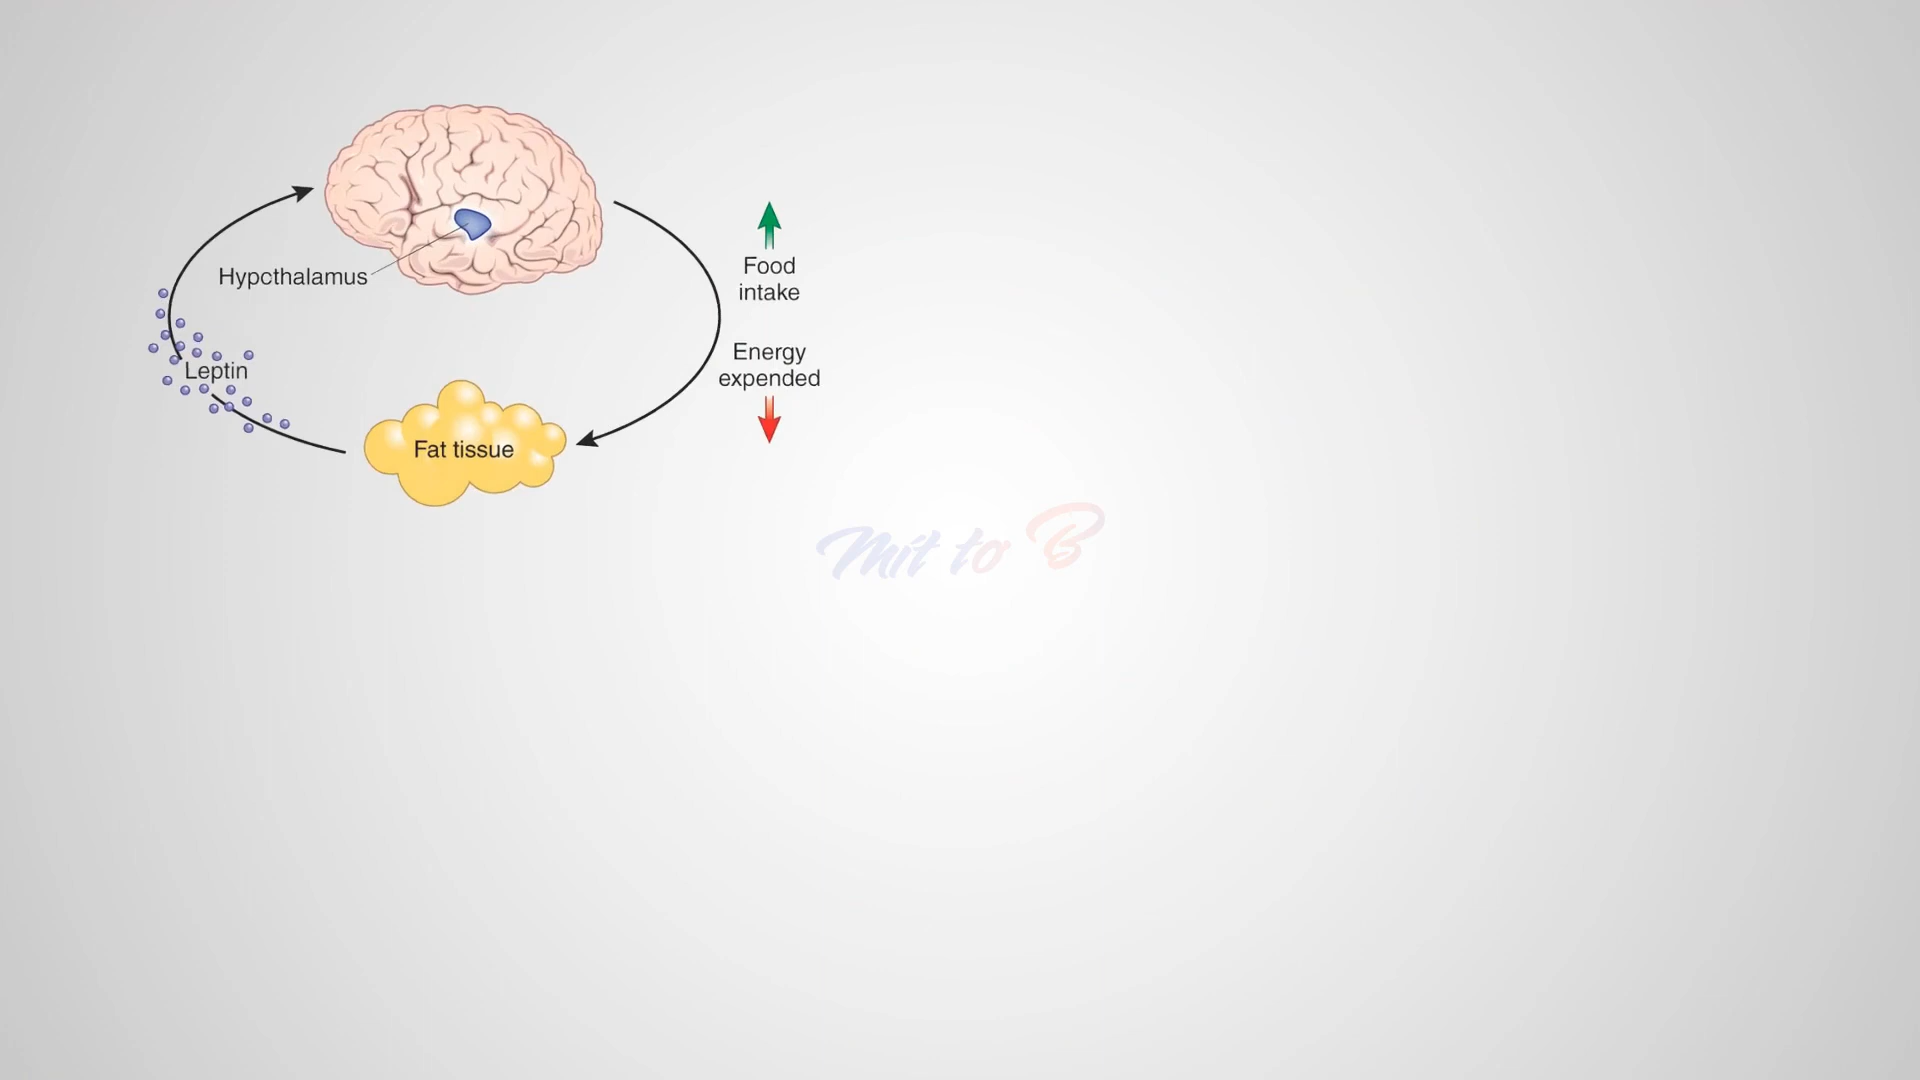 Hypcthalamus
Leptin
Fat tissue
Food
intake
Energy
expended
Mit to B